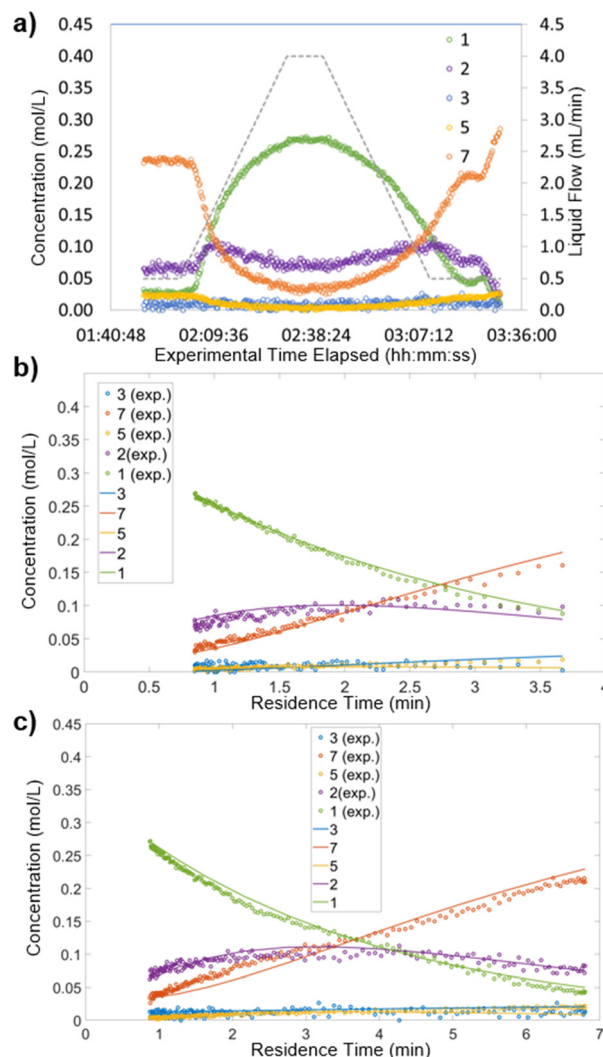 a)
0.45
0.40
0.35
0.30
0.25
0.20
0.15
0.10
0.05
0.00
Concentration (mol/L)
1
2
3
5
7
4.5
4.0
3.5
3.0
2.5
2.0
1.5
1.0
0.5
0.0
Liquid Flow (mL/min)
01:40:48 02:09:36 02:38:24 03:07:12 03:36:00
Experimental Time Elapsed (hh:mm:ss)
b)
0.4
0.35
0.3
0.25
0.2
0.15
0.1
0.05
0
Concentration (mol/L)
3 (exp.)
7 (exp.)
5 (exp.)
2(exp.)
1 (exp.)
3
7
5
2
1
0 0.5 1 1.5 2 2.5 3 3.5 4
Residence Time (min)
c)
0.45
0.4
0.35
0.3
0.25
0.2
0.15
0.1
0.05
0
Concentration (mol/L)
3 (exp.)
7 (exp.)
5 (exp.)
2(exp.)
1 (exp.)
3
7
5
2
1
0 1 2 3 4 5 6 7
Residence Time (min)